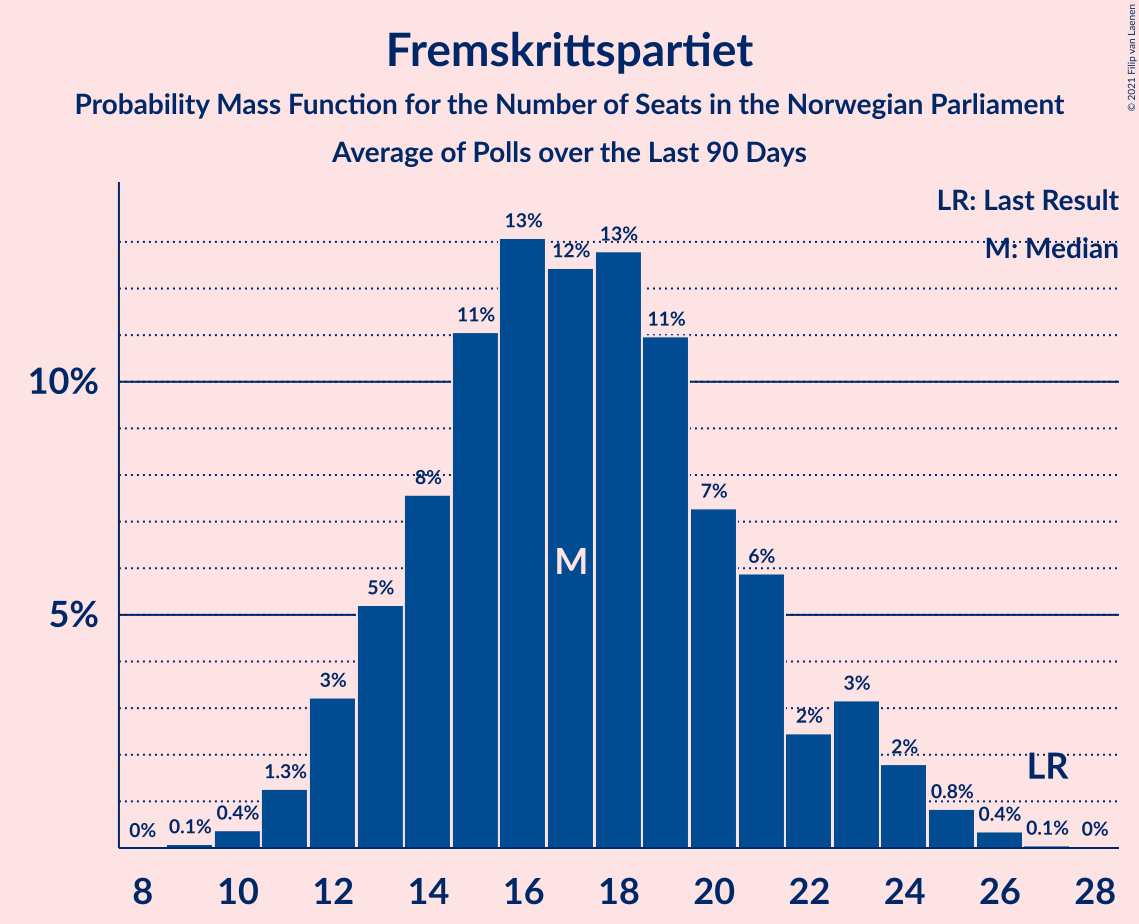 Fremskrittspartiet
Probability Mass Function for the Number of Seats in the Norwegian Parliament
Average of Polls over the Last 90 Days
© 2021 Filip van Laenen
LR: Last Result
M: Median
13%
13%
12%
11%
11%
10%
8%
7%
6%
M
5%
5%
3%
3%
2%
2%
LR
1.3%
0.8%
0.4%
0.4%
0%
0.1%
0.1%
0%
8 10 12 14 16 18 20 22 24 26 28